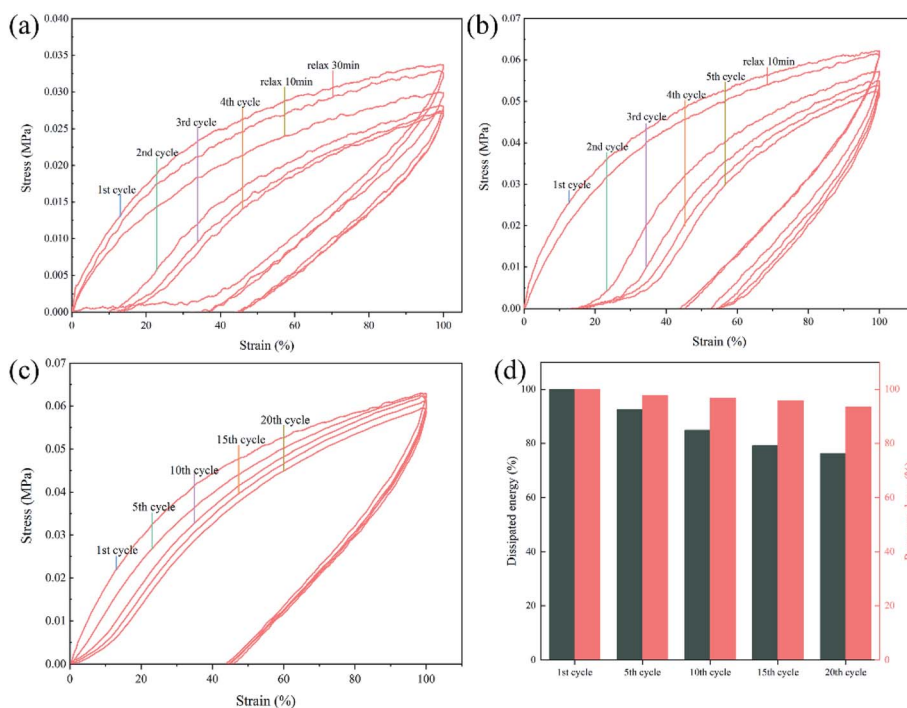 (a)
0.040
0.035
0.030
0.025
0.020
0.015
0.010
0.005
0.000
Stress (MPa)
1st cycle
2nd cycle
3rd cycle
4th cycle
relax 10min
relax 30min
0 20 40 60 80 100
Strain (%)
(b)
0.07
0.06
0.05
0.04
0.03
0.02
0.01
0.00
Stress (MPa)
1st cycle
2nd cycle
3rd cycle
4th cycle
5th cycle
relax 10min
0 20 40 60 80 100
Strain (%)
(c)
0.07
0.06
0.05
0.04
0.03
0.02
0.01
0.00
Stress (MPa)
1st cycle
5th cycle
10th cycle
15th cycle
20th cycle
0 20 40 60 80 100
Strain (%)
(d)
100
80
60
40
20
0
Dissipated energy (%)
1st cycle 5th cycle 10th cycle 15th cycle 20th cycle
100
80
60
40
20
0